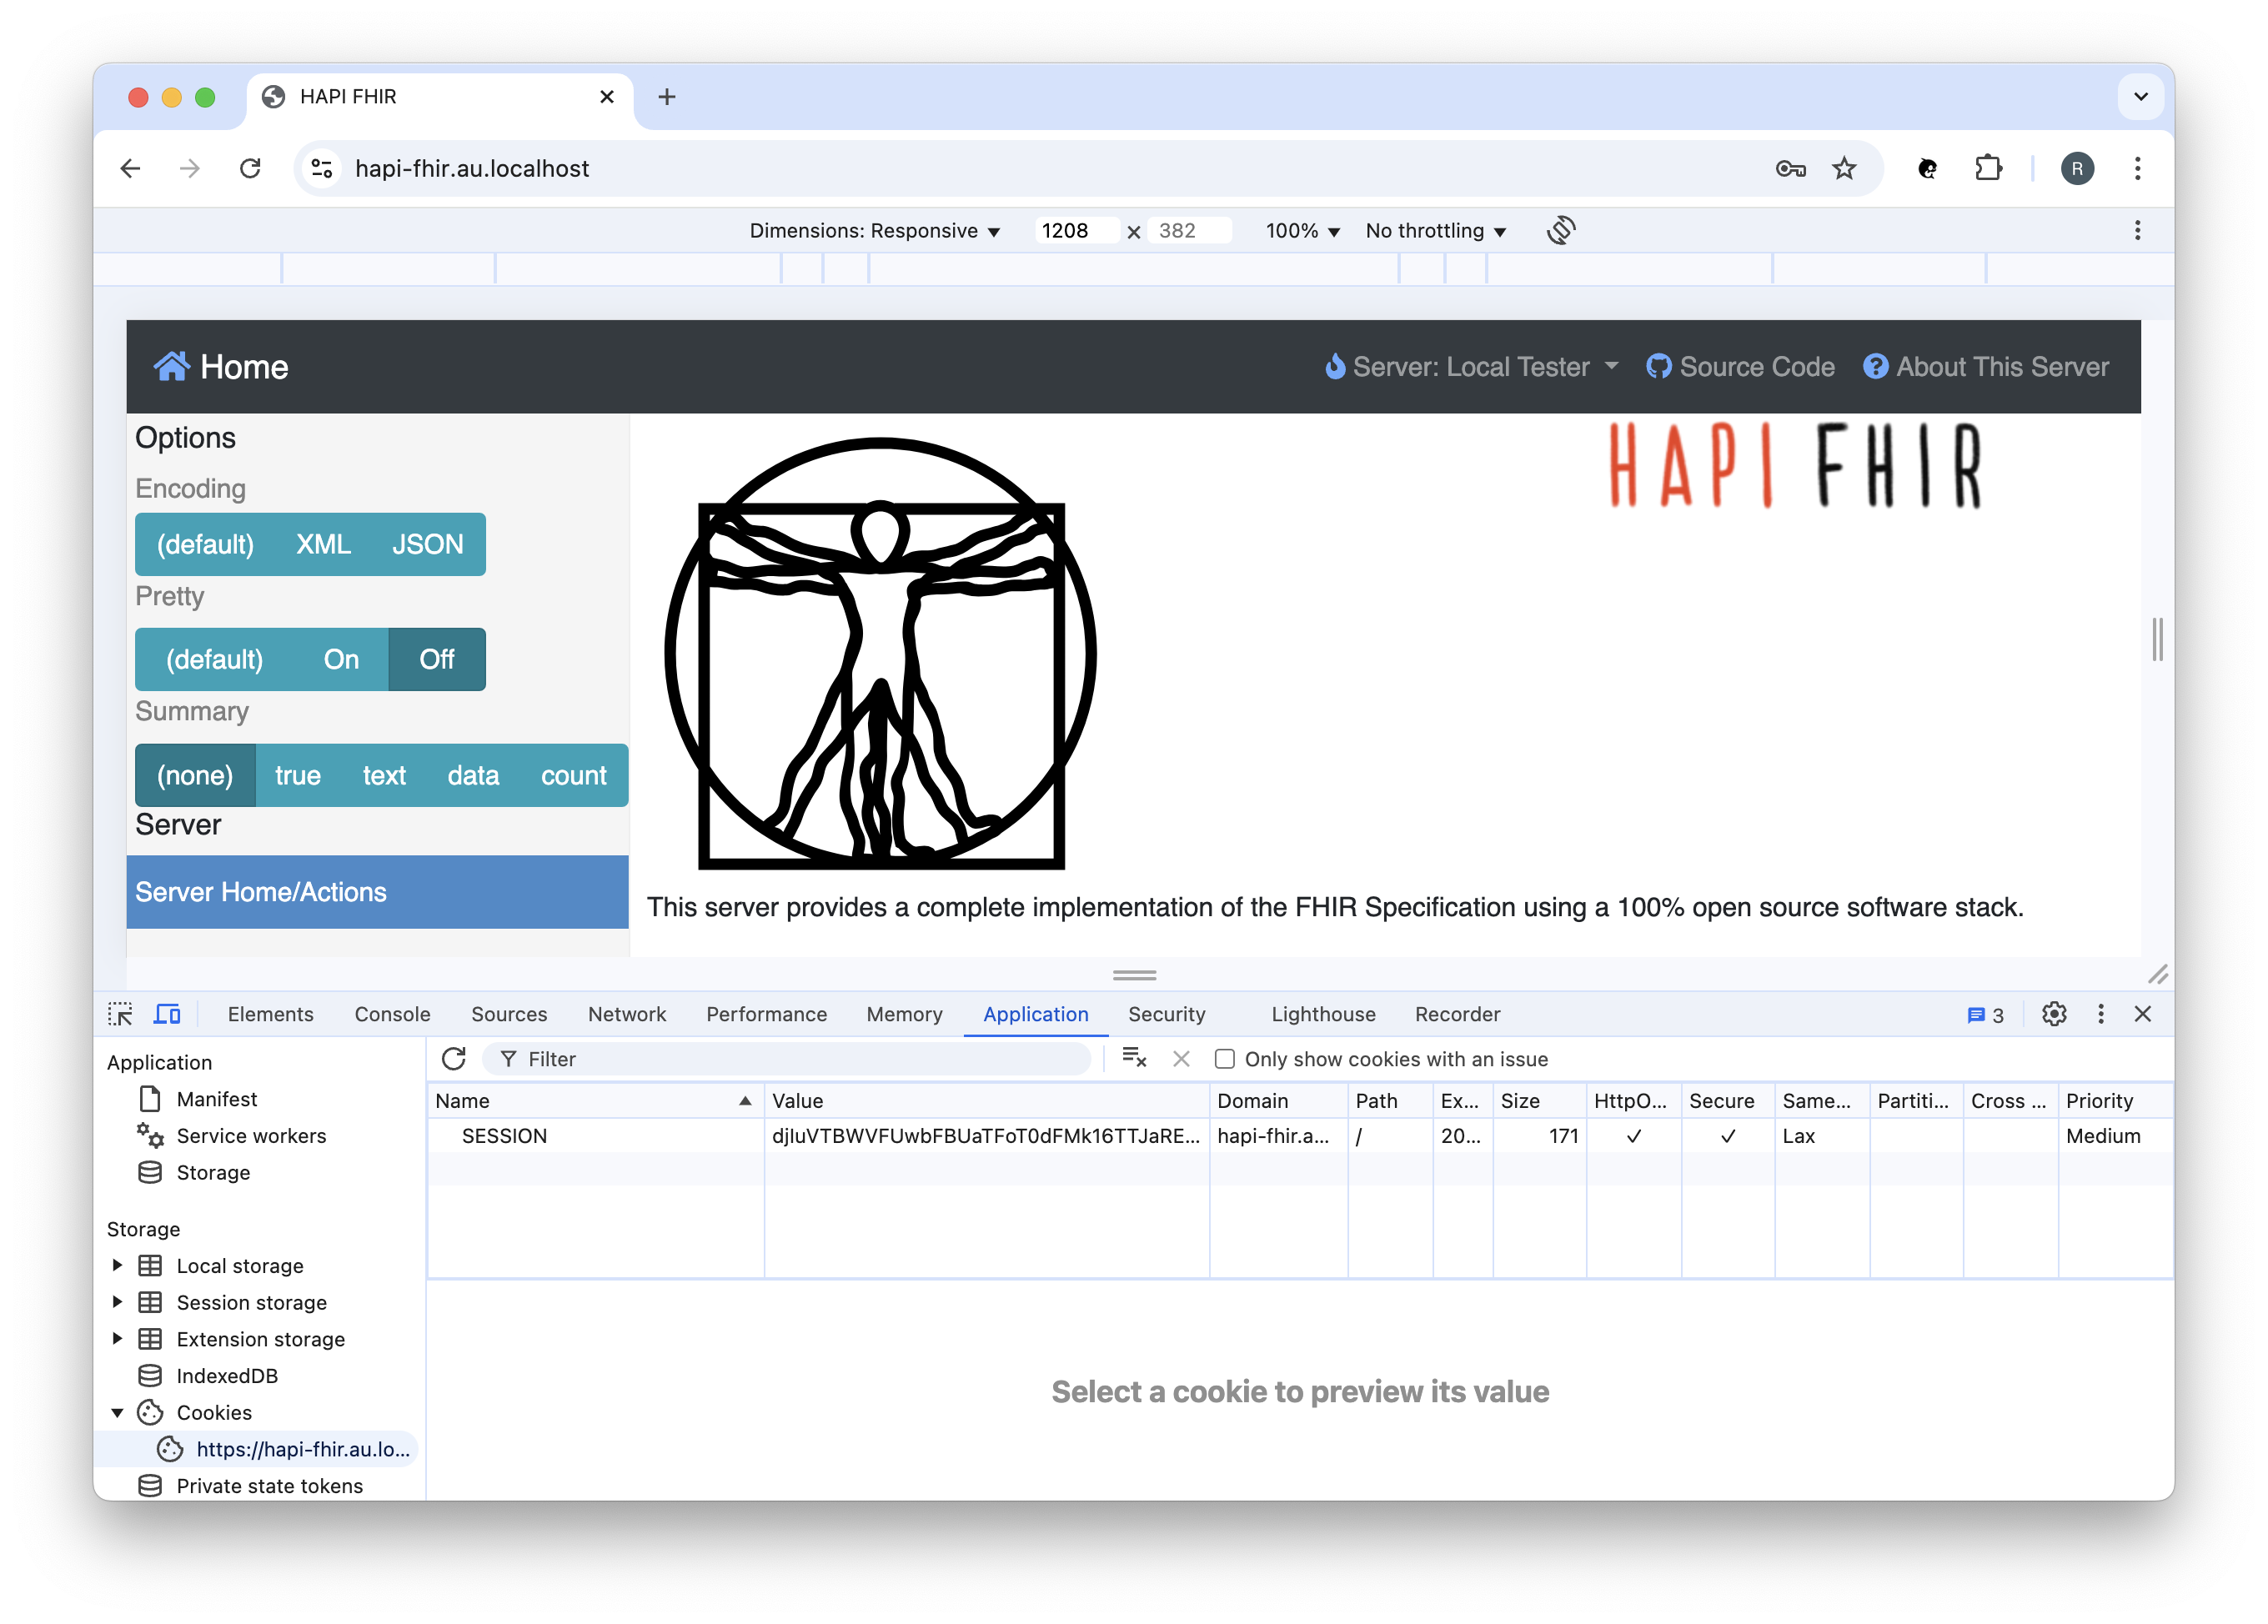 HAPI FHIR
hapi-fhir.au.localhost
R
Dimensions: Responsive 1208 × 382 100% No throttling
Home Server: Local Tester Source Code About This Server
Options
Encoding
(default) XML JSON
Pretty
(default) On Off
Summary
(none) true text data count
Server
Server Home/Actions
HAPI FHIR
This server provides a complete implementation of the FHIR Specification using a 100% open source software stack.
Elements Console Sources Network Performance Memory Application Security Lighthouse Recorder 3
Application
Manifest
Service workers
Storage
Storage
Local storage
Session storage
Extension storage
IndexedDB
Cookies
https://hapi-fhir.au.lo...
Private state tokens
Filter Only show cookies with an issue
Name Value Domain Path Ex... Size HttpO... Secure Same... Partiti... Cross ... Priority
SESSION djIuVTBWVFUwbFBUaTFoT0dFMk16TTJaRE... hapi-fhir.a... / 20... 171 ✓ ✓ Lax Medium
Select a cookie to preview its value